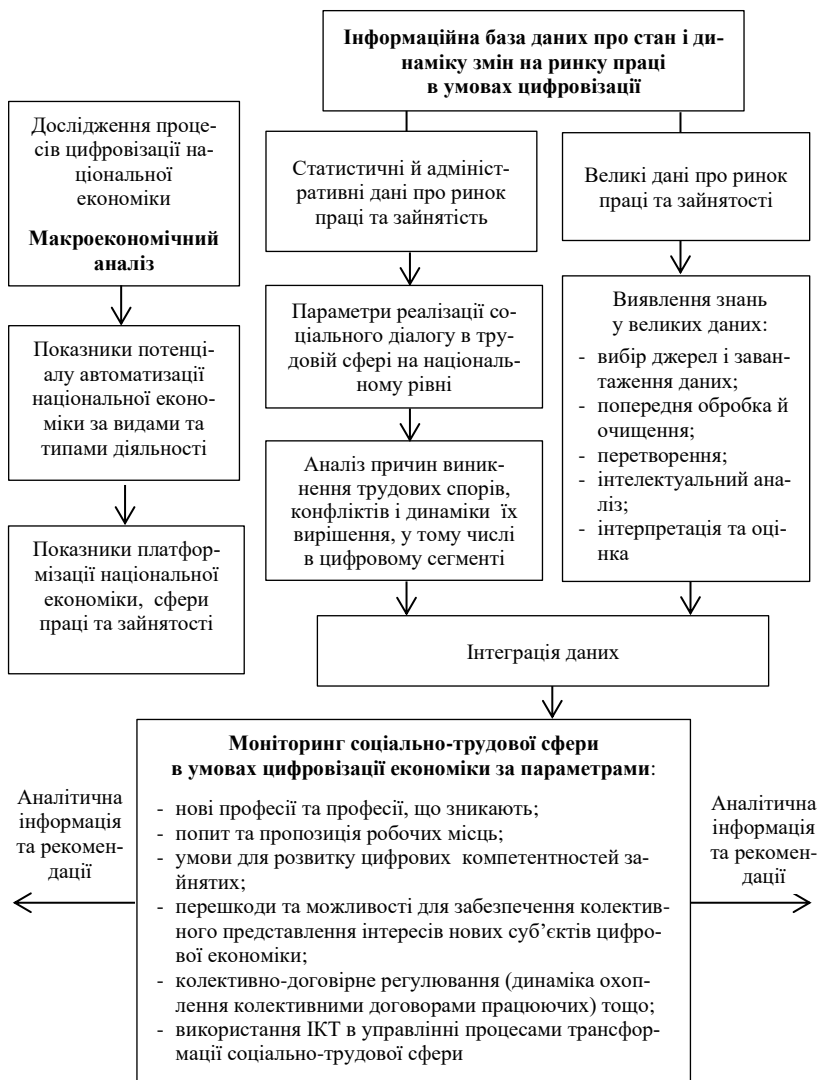 Інформаційна база даних про стан і ди-
наміку змін на ринку праці
в умовах цифровізації
Дослідження проце-
сів цифровізації на-
ціональної
економіки
Макроекономічний
аналіз
Показники потенці-
алу автоматизації
національної еконо-
міки за видами та
типами діяльності
Показники платфор-
мізації національної
економіки, сфери
праці та зайнятості
Статистичні й адмініст-
ративні дані про ринок
праці та зайнятість
Параметри реалізації со-
ціального діалогу в тру-
довій сфері на національ-
ному рівні
Аналіз причин виник-
нення трудових спорів,
конфліктів і динаміки їх
вирішення, у тому числі
в цифровому сегменті
Великі дані про ринок
праці та зайнятості
Виявлення знань
у великих даних:
- вибір джерел і заван-
таження даних;
- попередня обробка й
очищення;
- перетворення;
- інтелектуальний ана-
ліз;
- інтерпретація та оці-
нка
Інтеграція даних
Аналітична
інформація
та рекомен-
дації
Моніторинг соціально-трудової сфери
в умовах цифровізації економіки за параметрами:
- нові професії та професії, що зникають;
- попит та пропозиція робочих місць;
- умови для розвитку цифрових компетентностей за-
йнятих;
- перешкоди та можливості для забезпечення колектив-
ного представлення інтересів нових суб’єктів цифро-
вої економіки;
- колективно-договірне регулювання (динаміка охоп-
лення колективними договорами працюючих) тощо;
- використання ІКТ в управлінні процесами трансфор-
мації соціально-трудової сфери
Аналітична
інформація
та рекомен-
дації